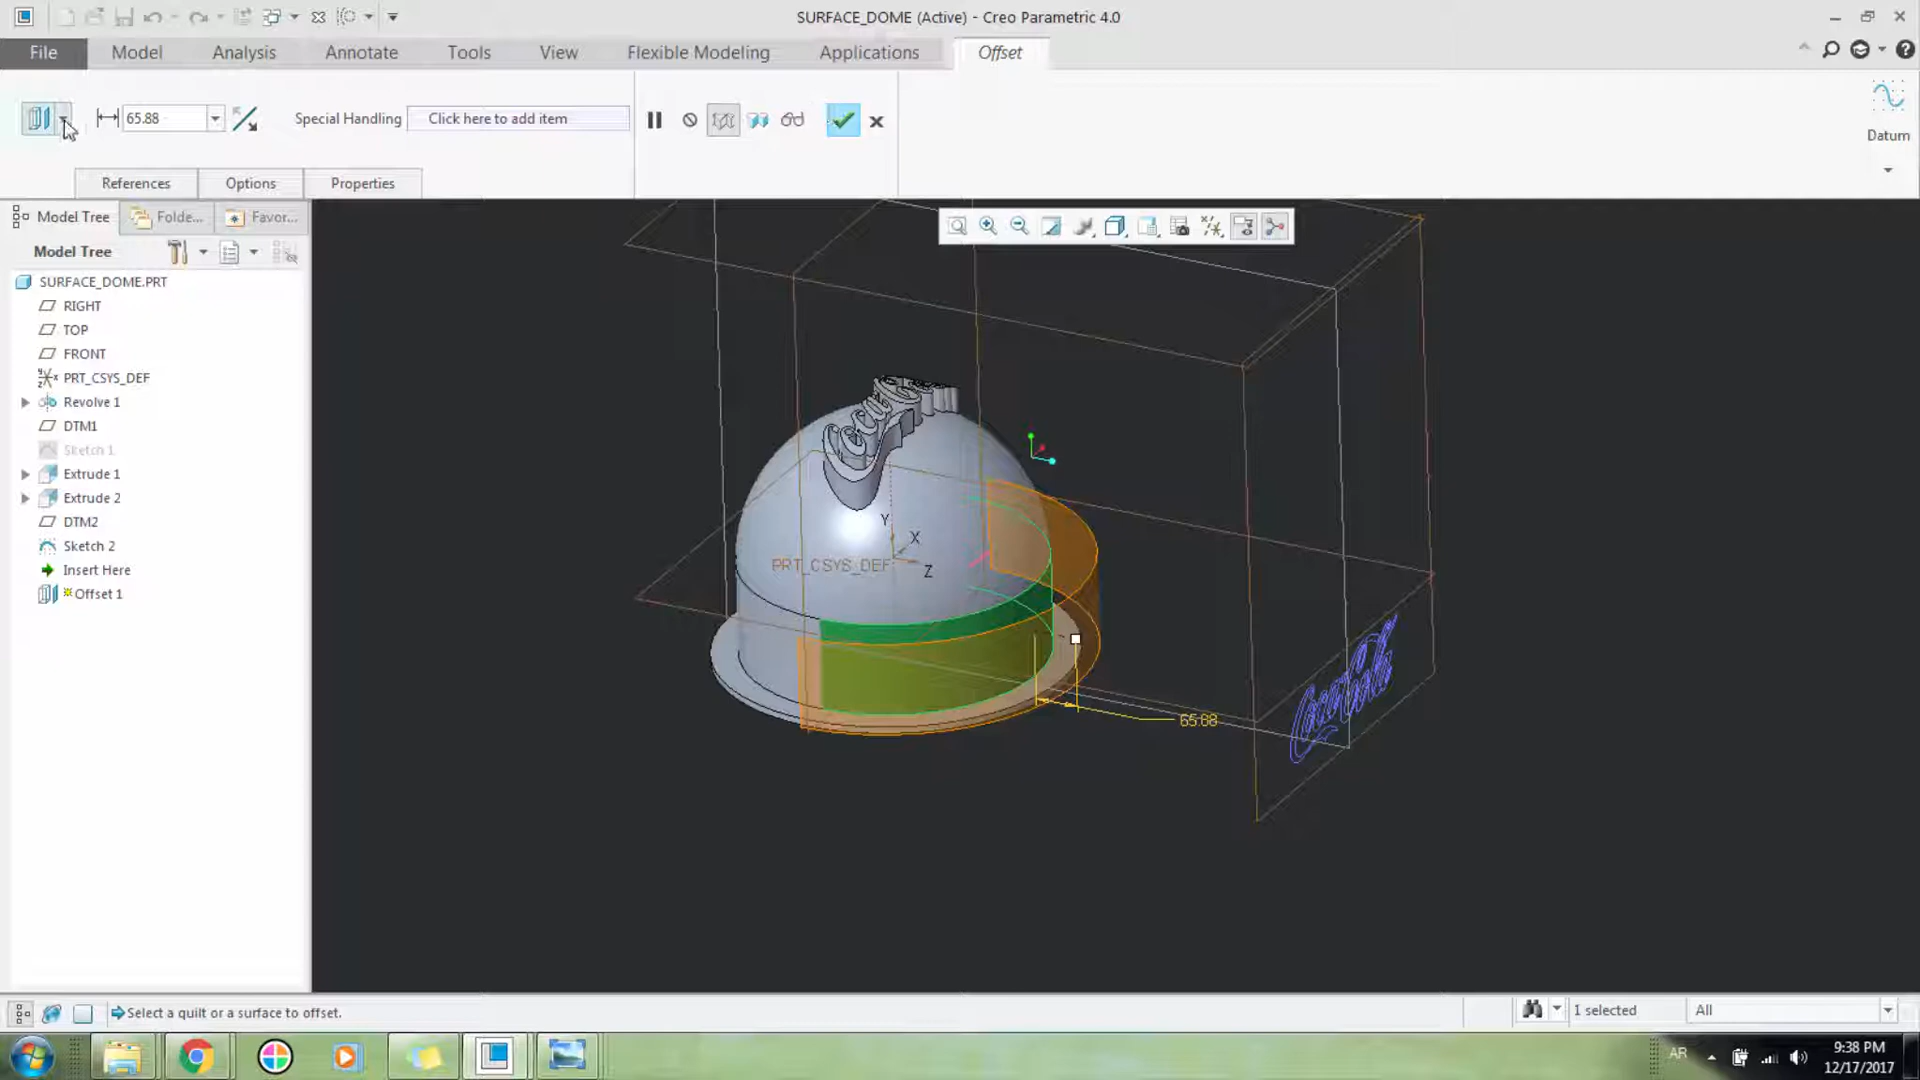 SURFACE_DOME (Active) - Creo Parametric 4.0
File Model Analysis Annotate Tools View Flexible Modeling Applications Offset
65.88 Special Handling Click here to add item
Datum
References Options Properties
Model Tree Folde... Favor...
Model Tree
SURFACE_DOME.PRT
RIGHT
TOP
FRONT
PRT_CSYS_DEF
Revolve 1
DTM1
Sketch 1
Extrude 1
Extrude 2
DTM2
Sketch 2
Insert Here
Offset 1
Y
X
PRT_CSYS_DEF
Z
65.88
Coca Cola
Select a quilt or a surface to offset.
1 selected All
AR
9:38 PM
12/17/2017